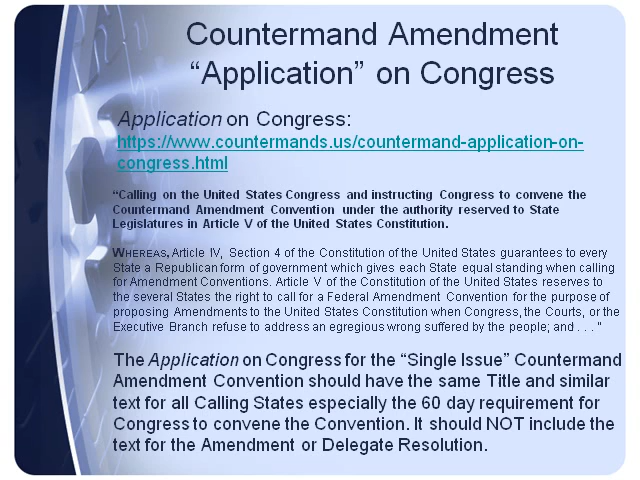 Countermand Amendment
“Application” on Congress
Application on Congress:
https://www.countermands.us/countermand-application-on-
congress.html
“Calling on the United States Congress and instructing Congress to convene the
Countermand Amendment Convention under the authority reserved to State
Legislatures in Article V of the United States Constitution.
WHEREAS, Article IV, Section 4 of the Constitution of the United States guarantees to every
State a Republican form of government which gives each State equal standing when calling
for Amendment Conventions. Article V of the Constitution of the United States reserves to
the several States the right to call for a Federal Amendment Convention for the purpose of
proposing Amendments to the United States Constitution when Congress, the Courts, or the
Executive Branch refuse to address an egregious wrong suffered by the people; and . . . ”
The Application on Congress for the “Single Issue” Countermand
Amendment Convention should have the same Title and similar
text for all Calling States especially the 60 day requirement for
Congress to convene the Convention. It should NOT include the
text for the Amendment or Delegate Resolution.